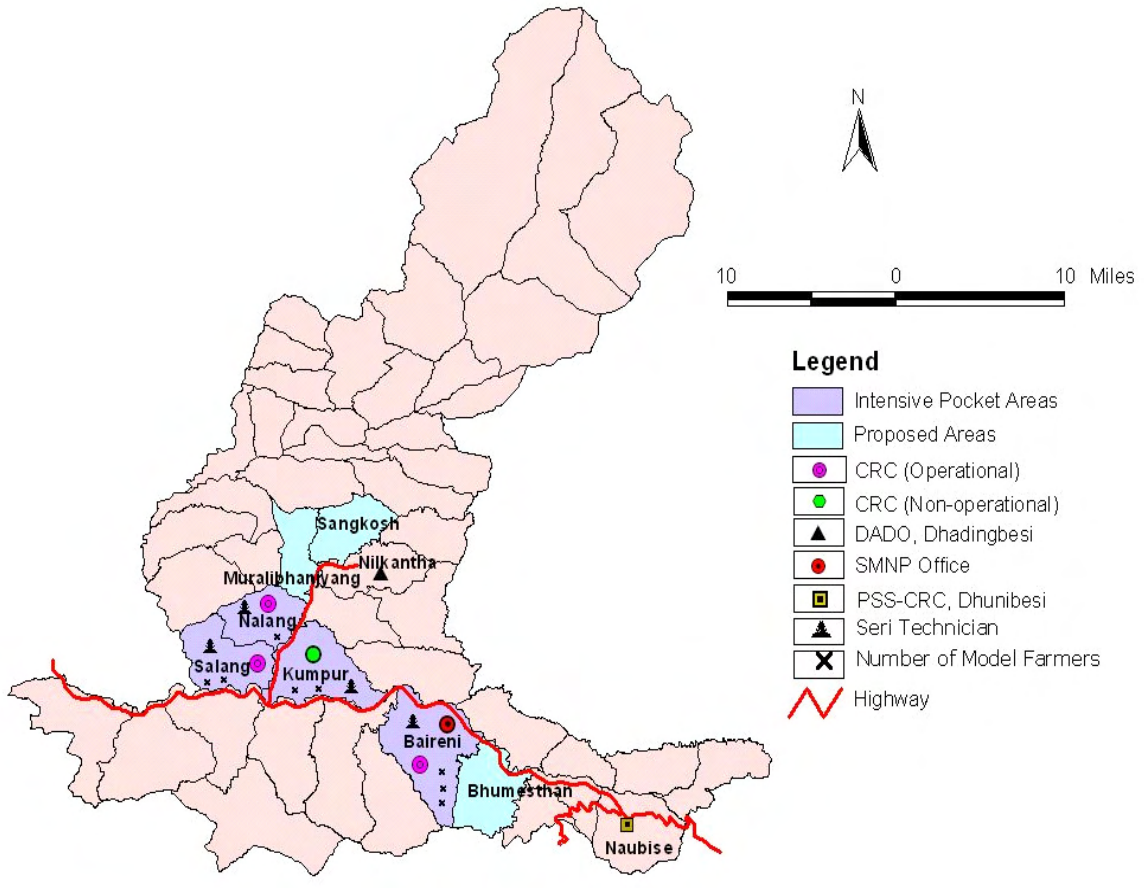 N
10 0 10 Miles
Legend
Intensive Pocket Areas
Proposed Areas
CRC (Operational)
CRC (Non-operational)
DADO, Dhadingbesi
SMNP Office
PSS-CRC, Dhunibesi
Seri Technician
Number of Model Farmers
Highway
Sangkosh
Nilkantha
Muralibhanjyang
Nalang
Salang
Kumpur
Baireni
Bhumesthan
Naubise